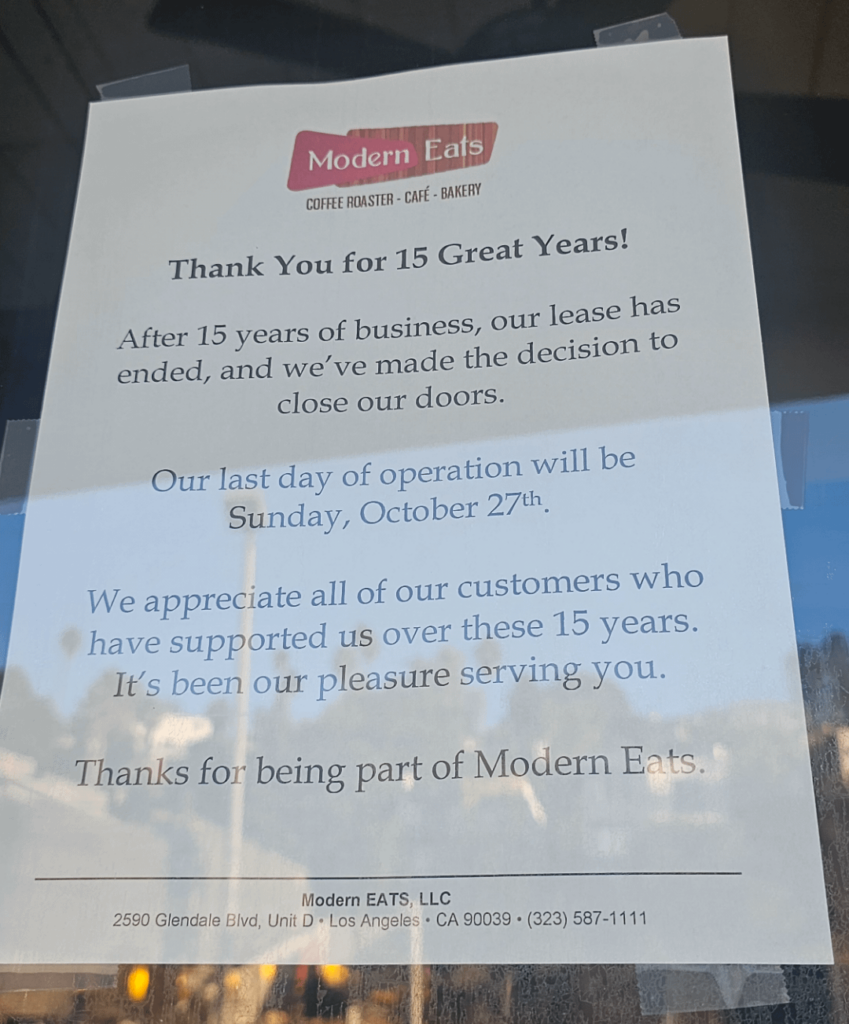 Modern Eats
COFFEE ROASTER - CAFÉ - BAKERY
Thank You for 15 Great Years!
After 15 years of business, our lease has
ended, and we've made the decision to
close our doors.
Our last day of operation will be
Sunday, October 27th.
We appreciate all of our customers who
have supported us over these 15 years.
It's been our pleasure serving you.
Thanks for being part of Modern Eats.
Modern EATS, LLC
2590 Glendale Blvd, Unit D • Los Angeles • CA 90039 • (323) 587-1111